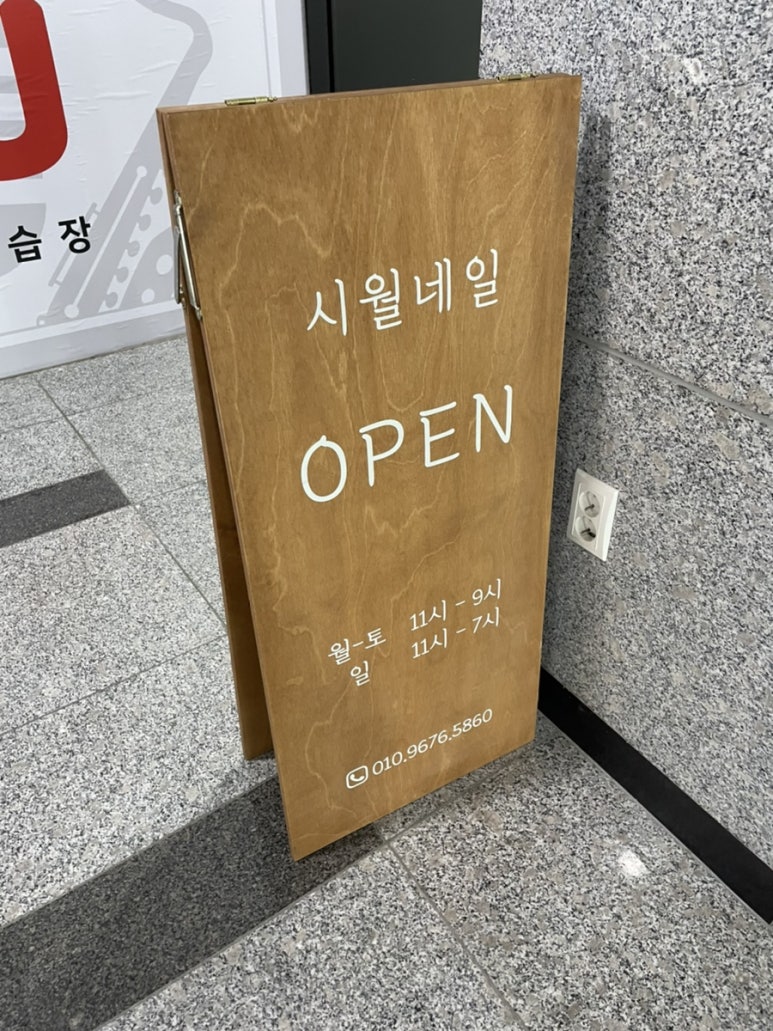 습장
시월네일
OPEN
월-토 11시 - 9시
일 11시 - 7시
010.9676.5860